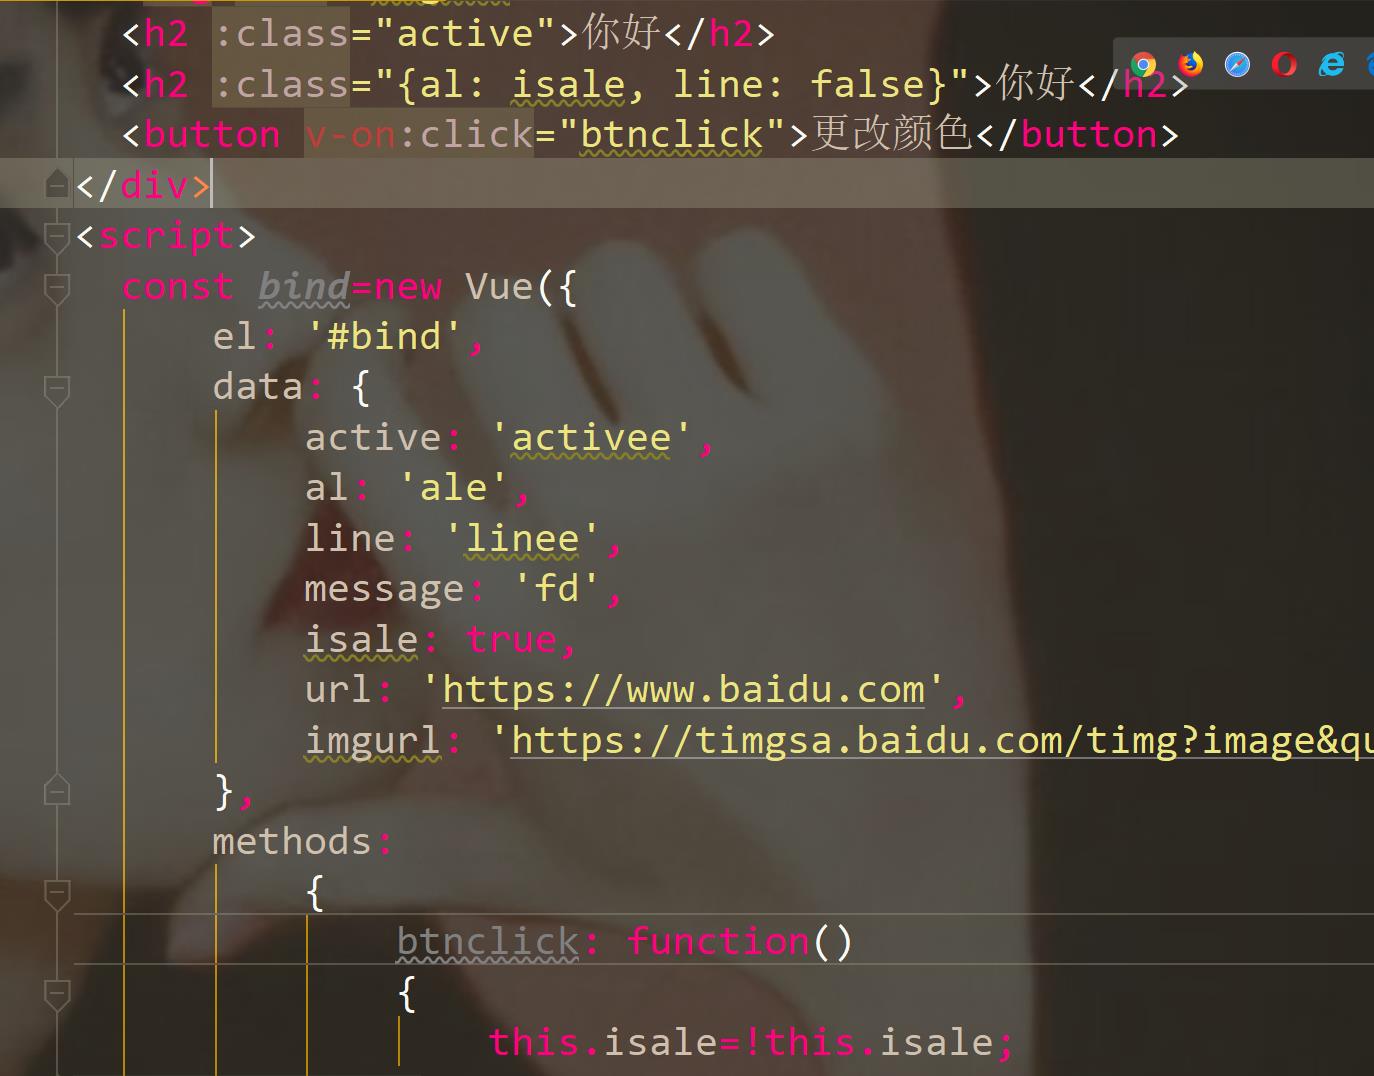 <h2 :class="active">你好</h2>
<h2 :class="{al: isale, line: false}">你好</h2>
<button v-on:click="btnclick">更改颜色</button>
</div>
<script>
const bind=new Vue({
el: '#bind',
data: {
active: 'activee',
al: 'ale',
line: 'linee',
message: 'fd',
isale: true,
url: 'https://www.baidu.com',
imgurl: 'https://timgsa.baidu.com/timg?image&qu
},
methods:
{
btnclick: function()
{
this.isale=!this.isale;